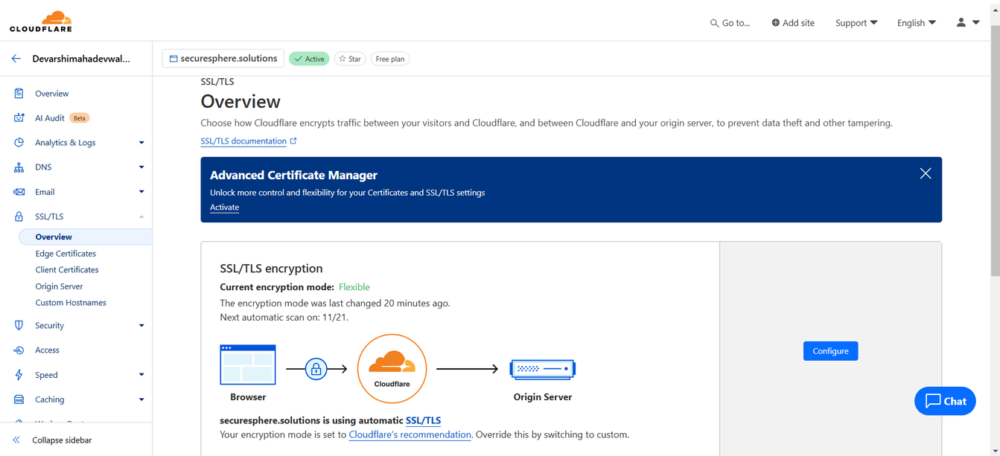 CLOUDFLARE
Go to...
Add site
Support
English
Devarshimahadevwal...
securesphere.solutions
Active
Star
Free plan
Overview
AI Audit Beta
Analytics & Logs
DNS
Email
SSL/TLS
Overview
Edge Certificates
Client Certificates
Origin Server
Custom Hostnames
Security
Access
Speed
Caching
Collapse sidebar
SSL/TLS
Overview
Choose how Cloudflare encrypts traffic between your visitors and Cloudflare, and between Cloudflare and your origin server, to prevent data theft and other tampering.
SSL/TLS documentation
Advanced Certificate Manager
Unlock more control and flexibility for your Certificates and SSL/TLS settings
Activate
SSL/TLS encryption
Current encryption mode: Flexible
The encryption mode was last changed 20 minutes ago.
Next automatic scan on: 11/21.
Cloudflare
Browser
Origin Server
securesphere.solutions is using automatic SSL/TLS
Your encryption mode is set to Cloudflare's recommendation. Override this by switching to custom.
Configure
Chat